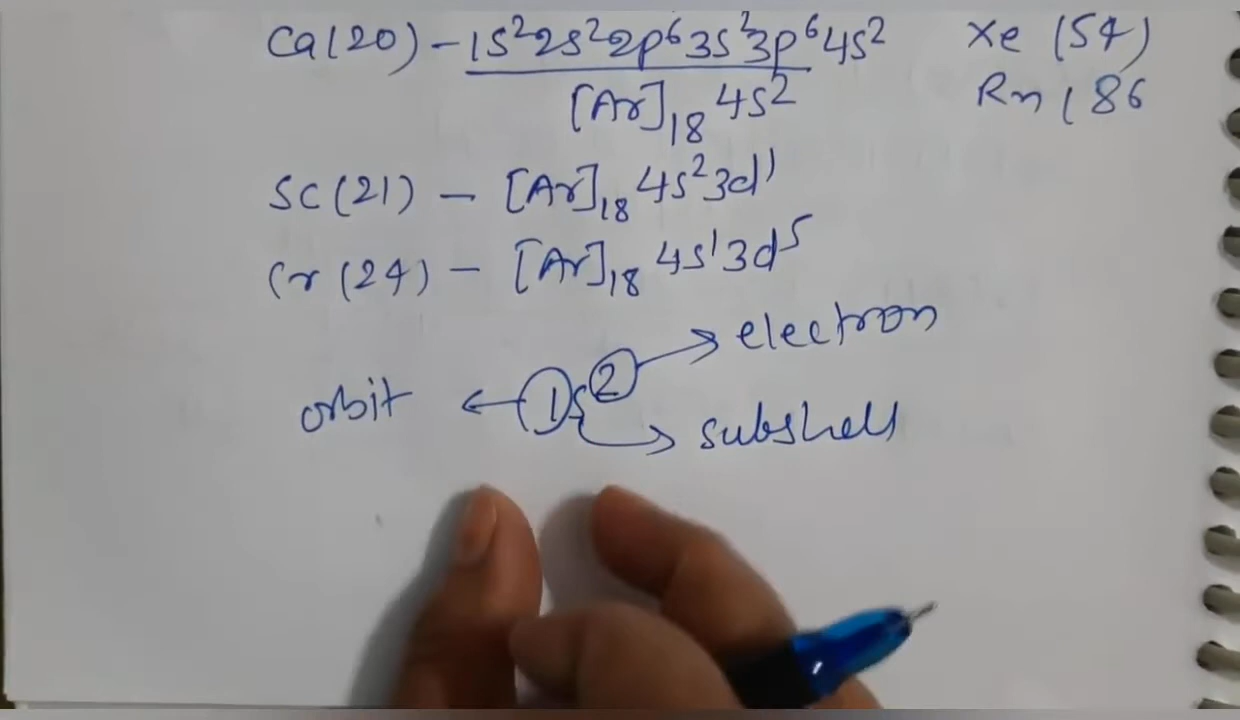 Ca(20) - 1s²2s²2p⁶3s²3p⁶4s² Xe (54)
[Ar]₁₈ 4s² Rn ( 86
Sc(21) - [Ar]₁₈ 4s²3d¹
Cr (24) - [Ar]₁₈ 4s¹3d⁵
electron
orbit ← 1s² 
subshell